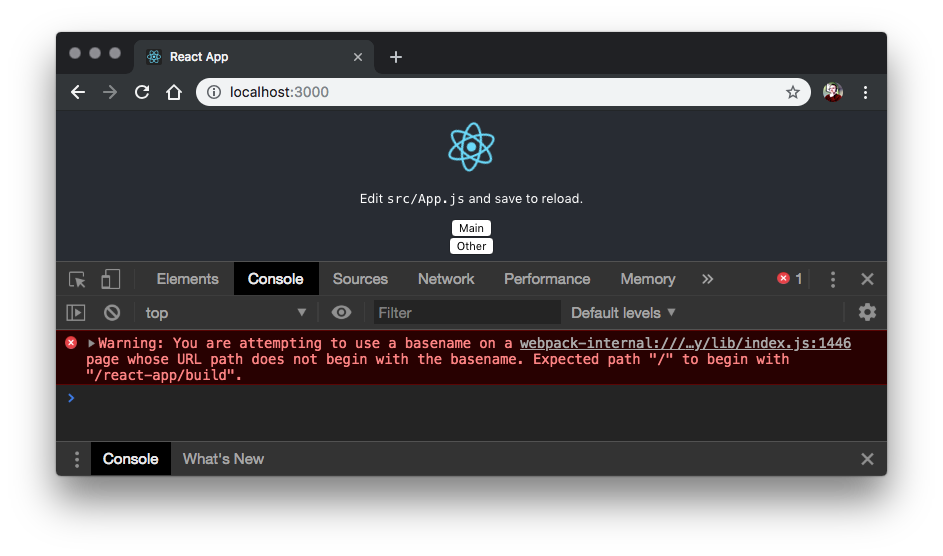 React App
localhost:3000
Edit src/App.js and save to reload.
Main
Other
Elements Console Sources Network Performance Memory » 1
top Filter Default levels
Warning: You are attempting to use a basename on a webpack-internal:///…y/lib/index.js:1446
page whose URL path does not begin with the basename. Expected path "/" to begin with
"/react-app/build".
Console What's New